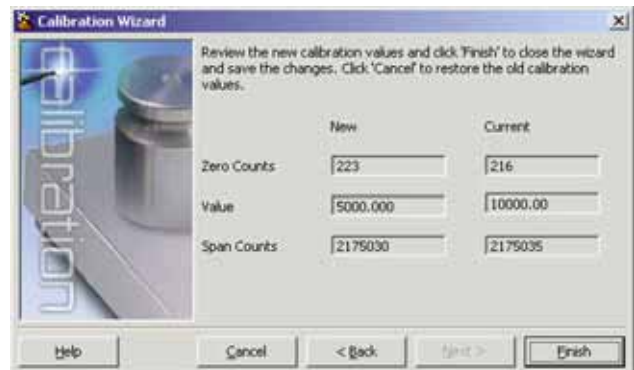 Calibration Wizard
calibration
Review the new calibration values and click 'Finish' to close the wizard
and save the changes. Click 'Cancel' to restore the old calibration
values.
New Current
Zero Counts 223 216
Value 5000.000 10000.00
Span Counts 2175030 2175035
Help Cancel < Back Next > Finish